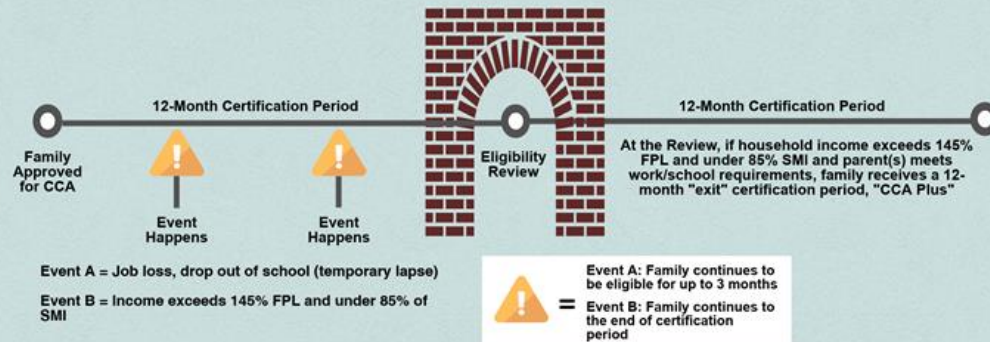 12-Month Certification Period
12-Month Certification Period
Family
Approved
for CCA
!
Event
Happens
!
Event
Happens
Eligibility
Review
At the Review, if household income exceeds 145%
FPL and under 85% SMI and parent(s) meets
work/school requirements, family receives a 12-
month "exit" certification period, "CCA Plus"
Event A = Job loss, drop out of school (temporary lapse)
Event B = Income exceeds 145% FPL and under 85% of
SMI
! =
Event A: Family continues to
be eligible for up to 3 months
Event B: Family continues to
the end of certification
period